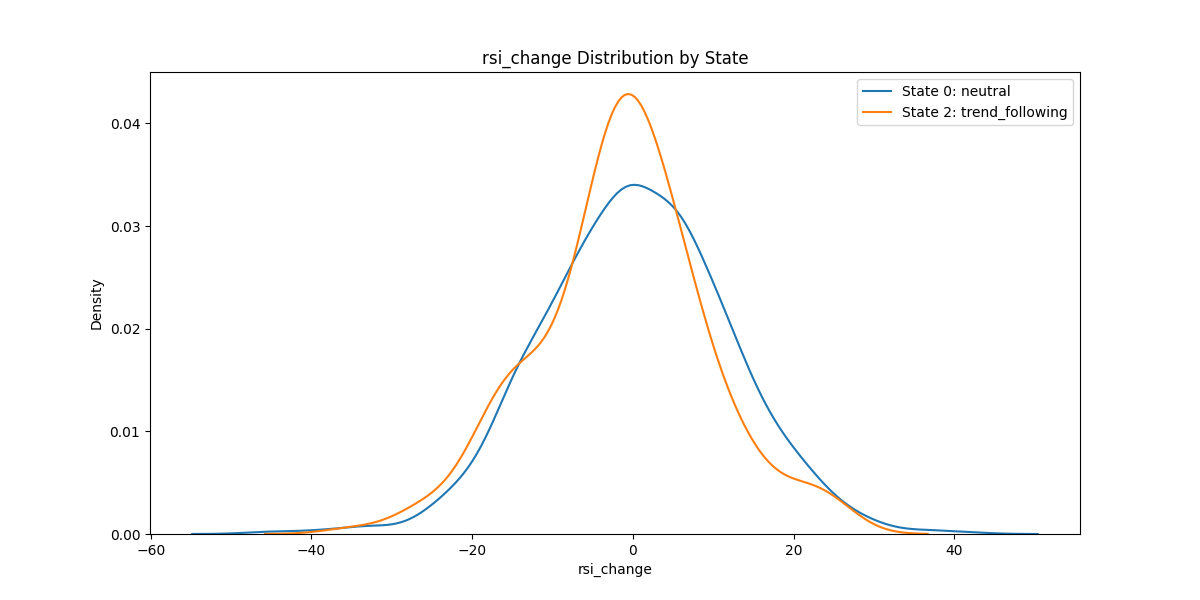 rsi_change Distribution by State
State 0: neutral
State 2: trend_following
0.04
0.03
0.02
0.01
0.00
Density
−60
−40
−20
0
20
40
rsi_change